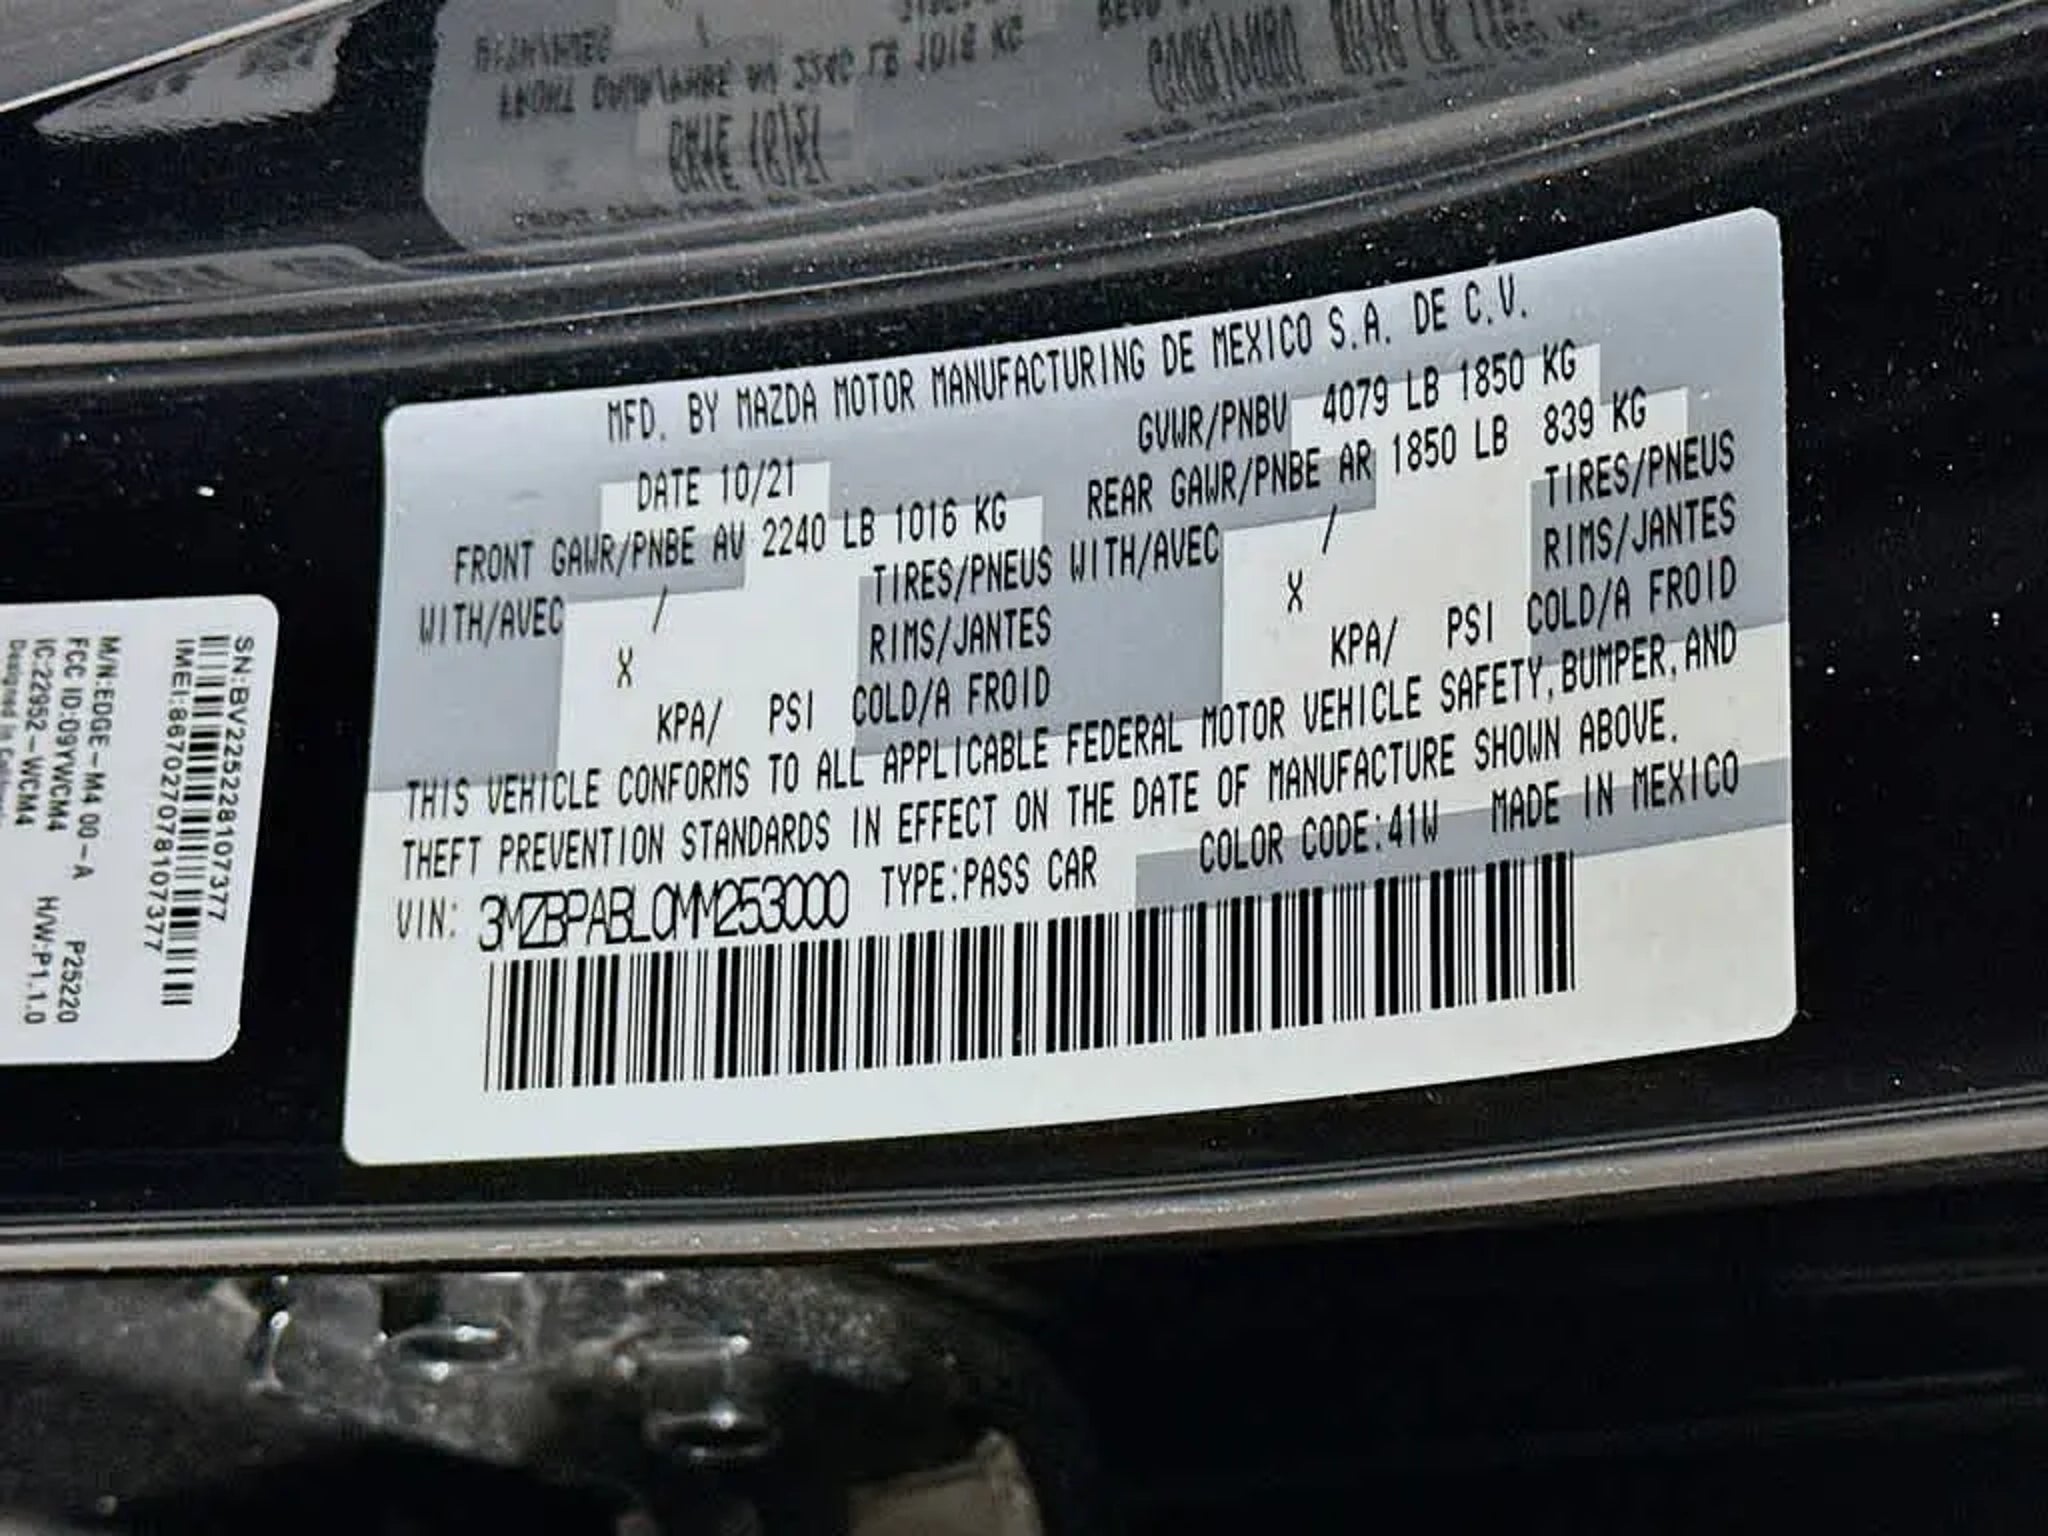 MFD. BY MAZDA MOTOR MANUFACTURING DE MEXICO S.A. DE C.V.
DATE 10/21
GVWR/PNBV 4079 LB 1850 KG
FRONT GAWR/PNBE AV 2240 LB 1016 KG
REAR GAWR/PNBE AR 1850 LB 839 KG
WITH/AVEC / TIRES/PNEUS
WITH/AVEC / TIRES/PNEUS
X RIMS/JANTES
X RIMS/JANTES
KPA/ PSI COLD/A FROID
KPA/ PSI COLD/A FROID
THIS VEHICLE CONFORMS TO ALL APPLICABLE FEDERAL MOTOR VEHICLE SAFETY, BUMPER, AND
THEFT PREVENTION STANDARDS IN EFFECT ON THE DATE OF MANUFACTURE SHOWN ABOVE.
VIN: 3MZBPABL0MM253000 TYPE:PASS CAR COLOR CODE:41W MADE IN MEXICO
SN:BV225228107377
IMEI:867027078107377
M/N:EDGE-M4 00-A P252220
FCC ID:09YWCM4 H/W:P1.1.0
IC:22952-WCM4
Designed in